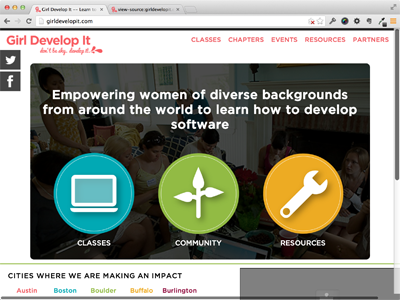 Girl Develop It — Learn to
view-source:girldevelopit
girldevelopit.com
Girl Develop It
don't be shy. develop it.
CLASSES CHAPTERS EVENTS RESOURCES PARTNERS
Empowering women of diverse backgrounds
from around the world to learn how to develop
software
CLASSES COMMUNITY RESOURCES
CITIES WHERE WE ARE MAKING AN IMPACT
Austin Boston Boulder Buffalo Burlington